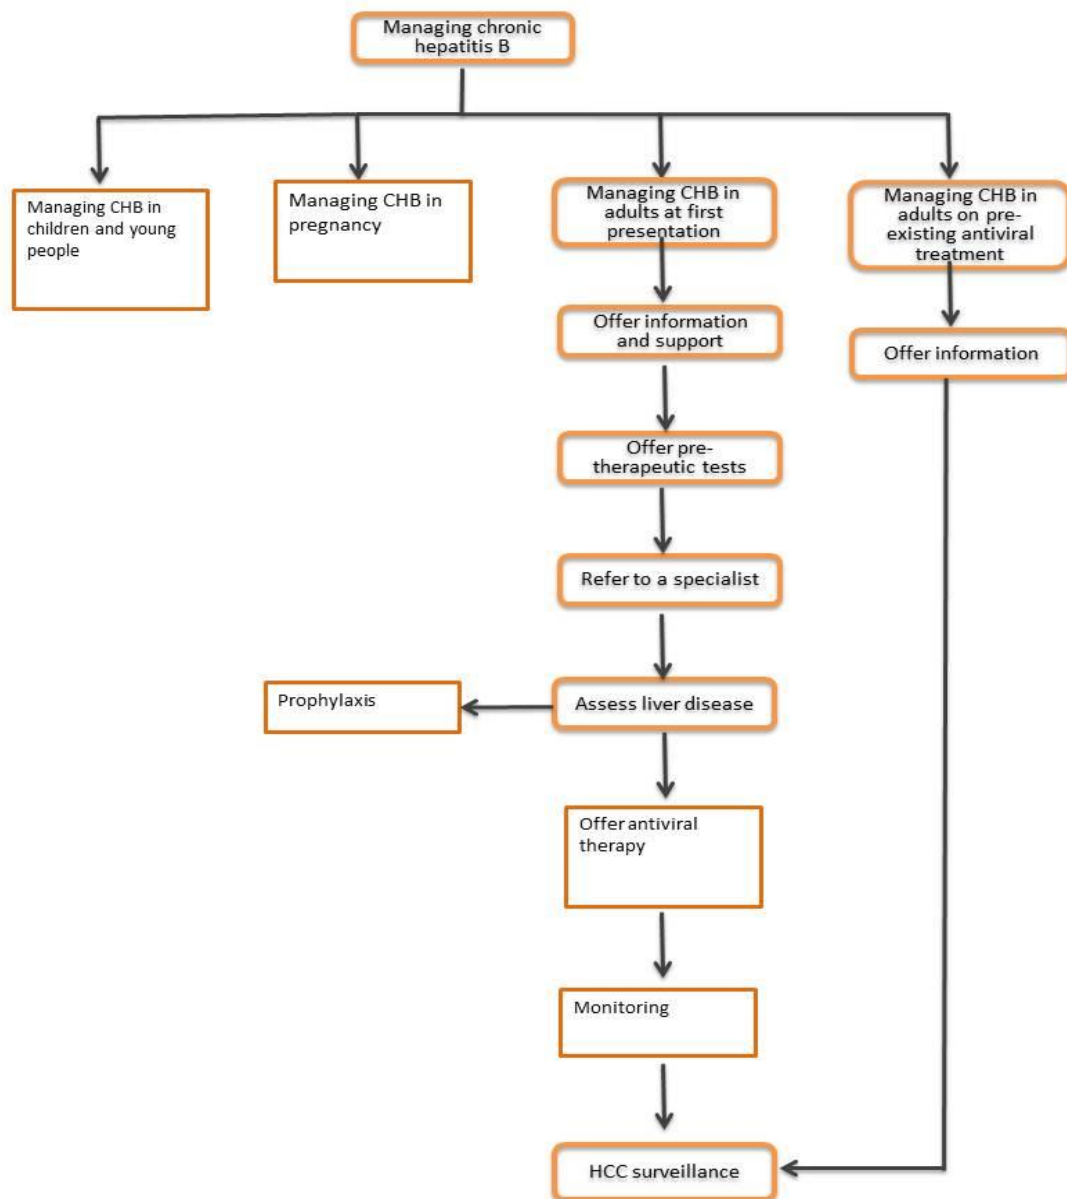 Managing chronic
hepatitis B
Managing CHB in
children and young
people
Managing CHB in
pregnancy
Managing CHB in
adults at first
presentation
Managing CHB in
adults on pre-
existing antiviral
treatment
Offer information
and support
Offer information
Offer pre-
therapeutic tests
Refer to a specialist
Prophylaxis
Assess liver disease
Offer antiviral
therapy
Monitoring
HCC surveillance